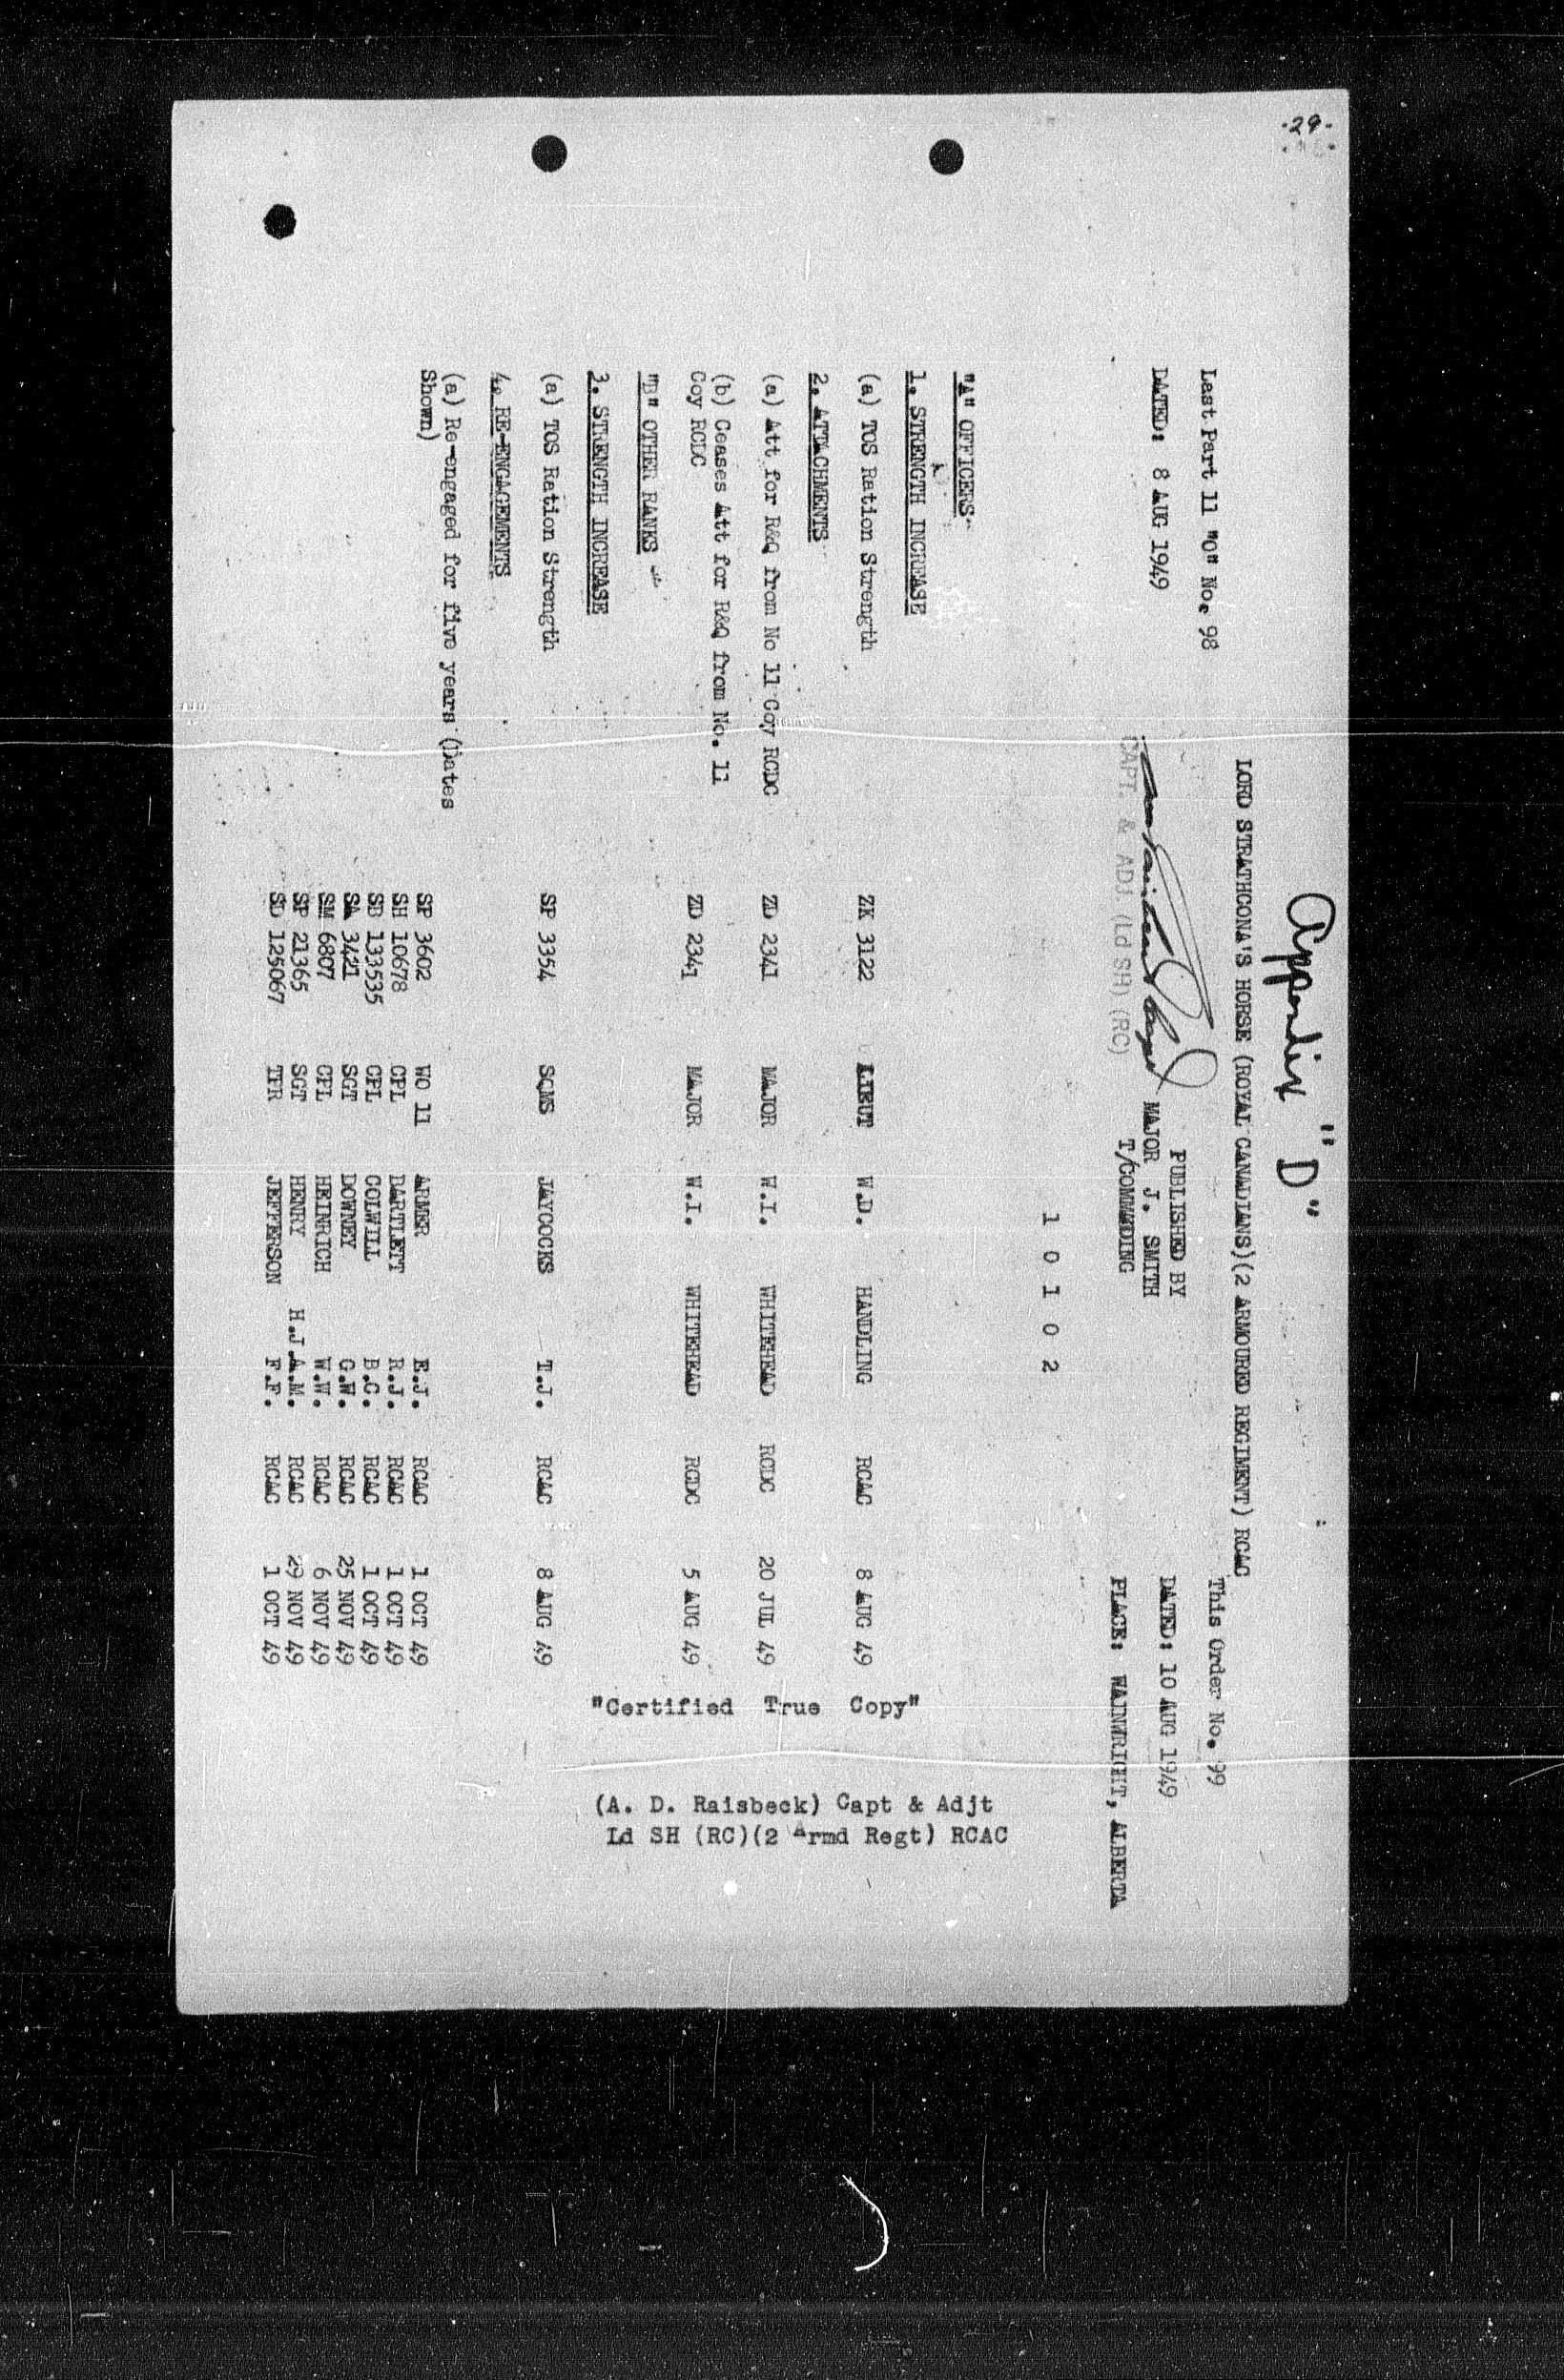 -29-
Appendix "D"
LORD STRATHCONA'S HORSE (ROYAL CANADIANS)(2 ARMOURED REGIMENT) RCAC
Last Part 11 "O" No. 98 This Order No. 99
PUBLISHED BY
DATED: 8 AUG 1949 MAJOR J. SMITH DATED: 10 AUG 1949
CAPT. & ADJ. (Ld SH) (RC) T/COMMNDING PLACE: WAINWRIGHT, ALBERTA
1 0 1 0 2
"A" OFFICERS
1. STRENGTH INCREASE
(a) TOS Ration Strength ZK 3122 LIEUT W.D. HANDLING RCAC 8 AUG 49
2. ATTACHMENTS
(a) Att for R&Q from No 11 Coy RCDC ZD 2341 MAJOR W.I. WHITEHEAD RCDC 20 JUL 49
(b) Ceases Att for R&Q from No. 11
Coy RCDC ZD 2341 MAJOR W.I. WHITEHEAD RCDC 5 AUG 49
"B" OTHER RANKS
3. STRENGTH INCREASE
(a) TOS Ration Strength SP 3354 SQMS JAYCOCKS T.J. RCAC 8 AUG 49
4. RE-ENGAGEMENTS
(a) Re-engaged for five years (Dates
Shown) SP 3602 WO 11 ARMER E.J. RCAC 1 OCT 49
SH 10678 CPL BARTLETT R.J. RCAC 1 OCT 49
SB 133535 CPL COLWILL B.C. RCAC 1 OCT 49
SA 3421 SGT DOWNEY G.W. RCAC 25 NOV 49
SM 6807 CPL HEINRICH W.W. RCAC 6 NOV 49
SP 21365 SGT HENRY H.J.A.M. RCAC 29 NOV 49
SD 125067 TPR JEFFERSON F.F. RCAC 1 OCT 49
"Certified True Copy"
(A. D. Raisbeck) Capt & Adjt
Ld SH (RC)(2 Armd Regt) RCAC